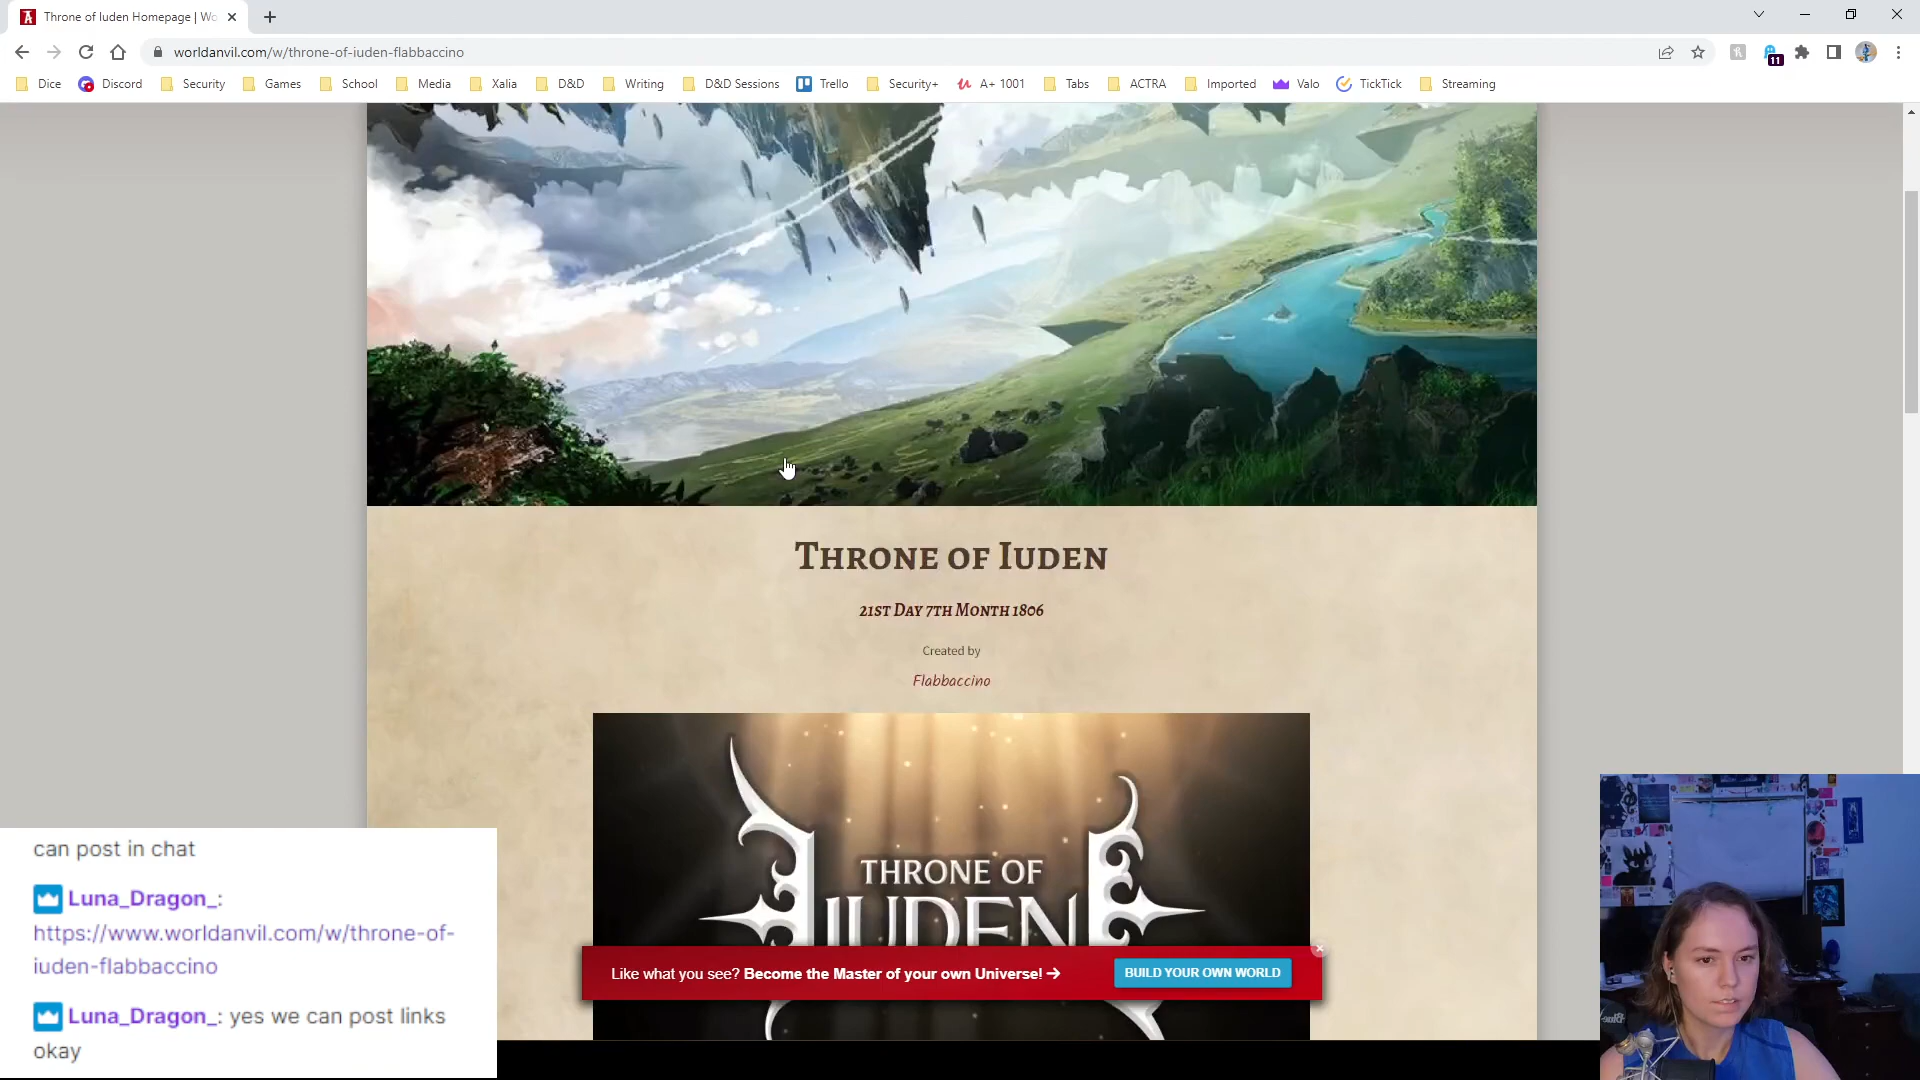 Throne of Iuden Homepage | Wo
worldanvil.com/w/throne-of-iuden-flabbaccino
11
Dice Discord Security Games School Media Xalia D&D Writing D&D Sessions Trello Security+ A+ 1001 Tabs ACTRA Imported Valo TickTick Streaming
Throne of Iuden
21st Day 7th Month 1806
Created by
Flabbaccino
THRONE OF
IUDEN
Like what you see? Become the Master of your own Universe! →
BUILD YOUR OWN WORLD
can post in chat
Luna_Dragon_:
https://www.worldanvil.com/w/throne-of-
iuden-flabbaccino
Luna_Dragon_: yes we can post links
okay